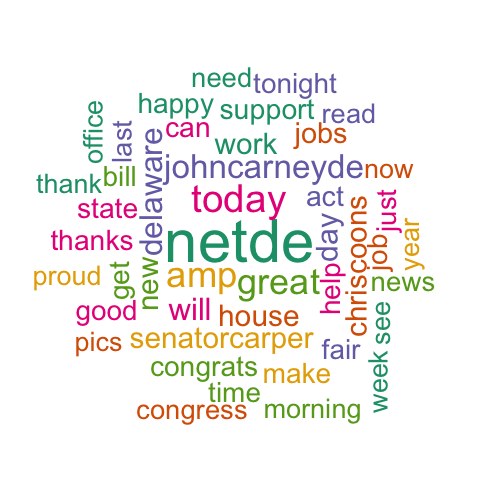 need
tonight
happy
support
read
office
last
can
work
jobs
johncarneyde
now
thank
bill
delaware
today
act
just
state
thanks
netde
day
chriscoons
job
year
proud
get
new
amp
great
help
news
good
will
house
pics
senatorcarper
fair
week
see
congrats
make
time
congress
morning